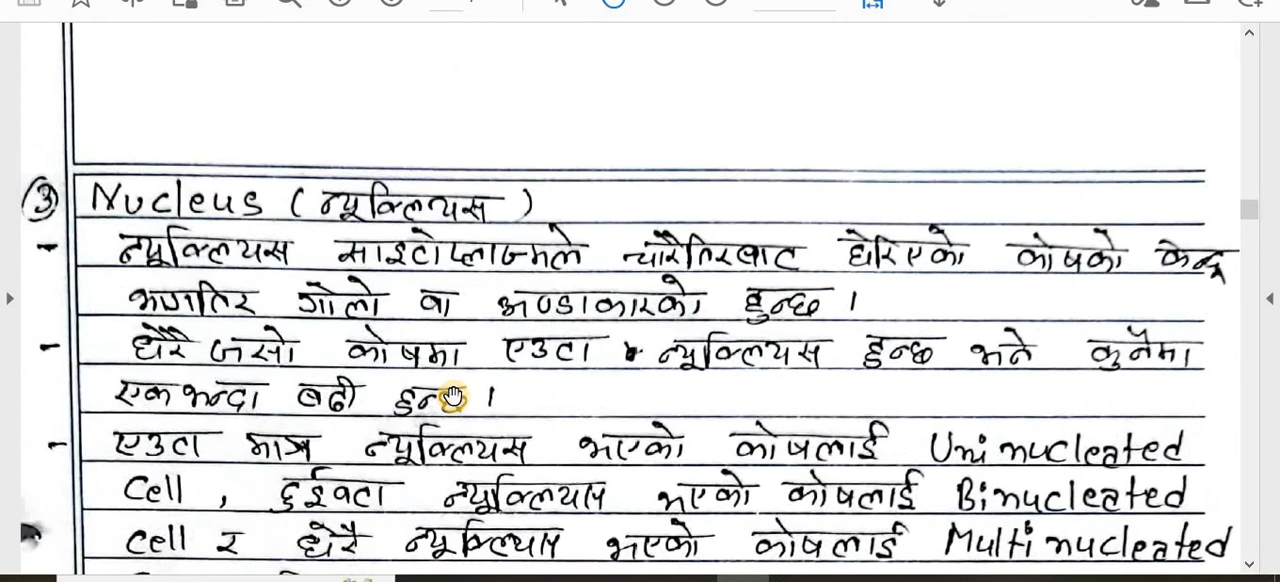 ③ Nucleus (न्यूक्लियस)
- न्यूक्लियस साइटोप्लाज्मले चारैतिरबाट घेरिएको कोषको केन्द्र
भागतिर गोलो वा अण्डाकारको हुन्छ ।
- धेरै जसो कोषमा एउटा न्यूक्लियस हुन्छ भने कुनैमा
एकभन्दा बढी हुन्छ ।
- एउटा मात्र न्यूक्लियस भएको कोषलाई Uninucleated
Cell , दुईवटा न्यूक्लियस भएको कोषलाई Binucleated
Cell र धेरै न्यूक्लियस भएको कोषलाई Multinucleated